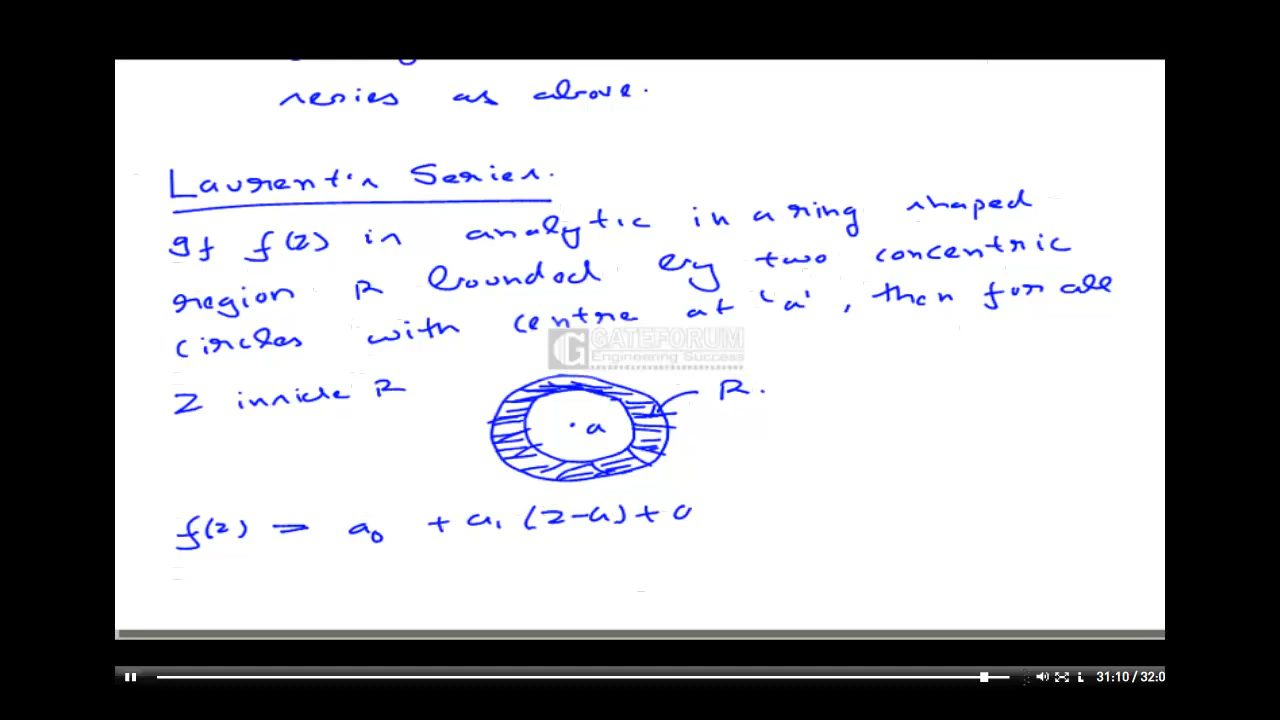 series as above.
Laurent's Series.
If f(z) is analytic in a ring shaped
region R bounded by two concentric
circles with centre at 'a', then for all
z inside R
R.
a
f(z) = a₀ + a₁ (z-a) + a
GATEFORUM
Engineering Success
31:10 / 32:0